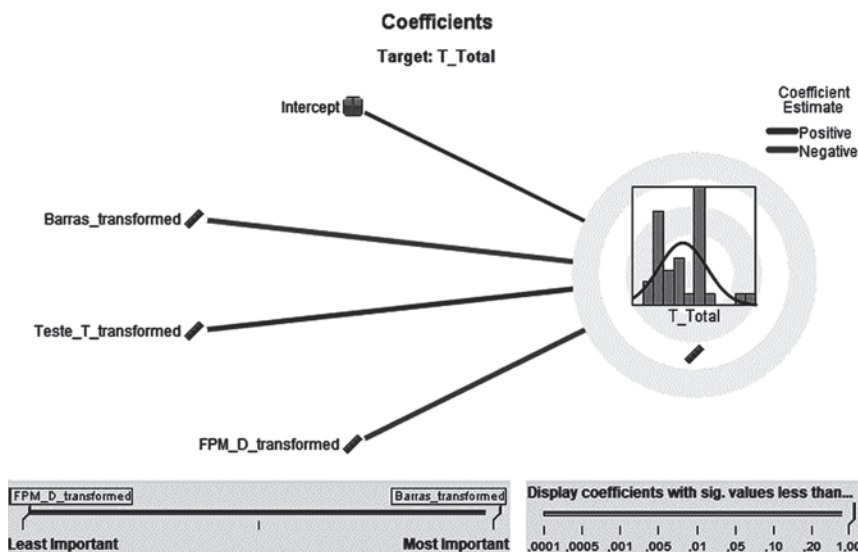 Coefficients
Target: T_Total
Intercept
Coefficient
Estimate
Positive
Negative
Barras_transformed
Teste_T_transformed
T_Total
FPM_D_transformed
FPM_D_transformed
Barras_transformed
Least Important
Most Important
Display coefficients with sig. values less than...
.0001 .0005 .001 .005 .01 .05 .10 .20 1.00